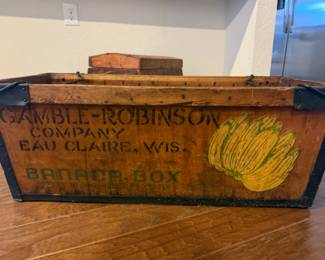 GAMBLE-ROBINSON
COMPANY
EAU CLAIRE, WIS.
BANANA-BOX